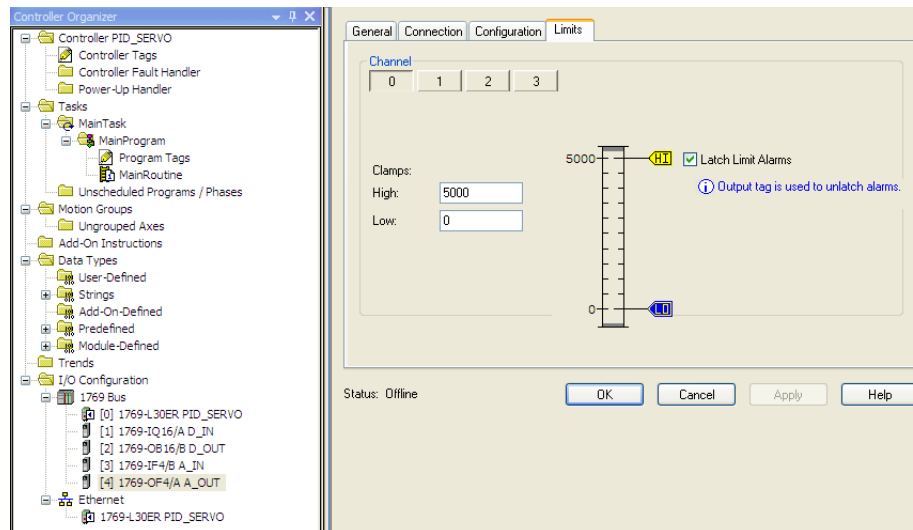 Controller Organizer
Controller PID_SERVO
Controller Tags
Controller Fault Handler
Power-Up Handler
Tasks
MainTask
MainProgram
Program Tags
MainRoutine
Unscheduled Programs / Phases
Motion Groups
Ungrouped Axes
Add-On Instructions
Data Types
User-Defined
Strings
Add-On-Defined
Predefined
Module-Defined
Trends
I/O Configuration
1769 Bus
[0] 1769-L30ER PID_SERVO
[1] 1769-IQ16/A D_IN
[2] 1769-OB16/B D_OUT
[3] 1769-IF4/B A_IN
[4] 1769-OF4/A A_OUT
Ethernet
1769-L30ER PID_SERVO
General Connection Configuration Limits
Channel
0 1 2 3
Clamps:
High: 5000
Low: 0
5000 HI
0 LO
Latch Limit Alarms
Output tag is used to unlatch alarms.
Status: Offline
OK Cancel Apply Help